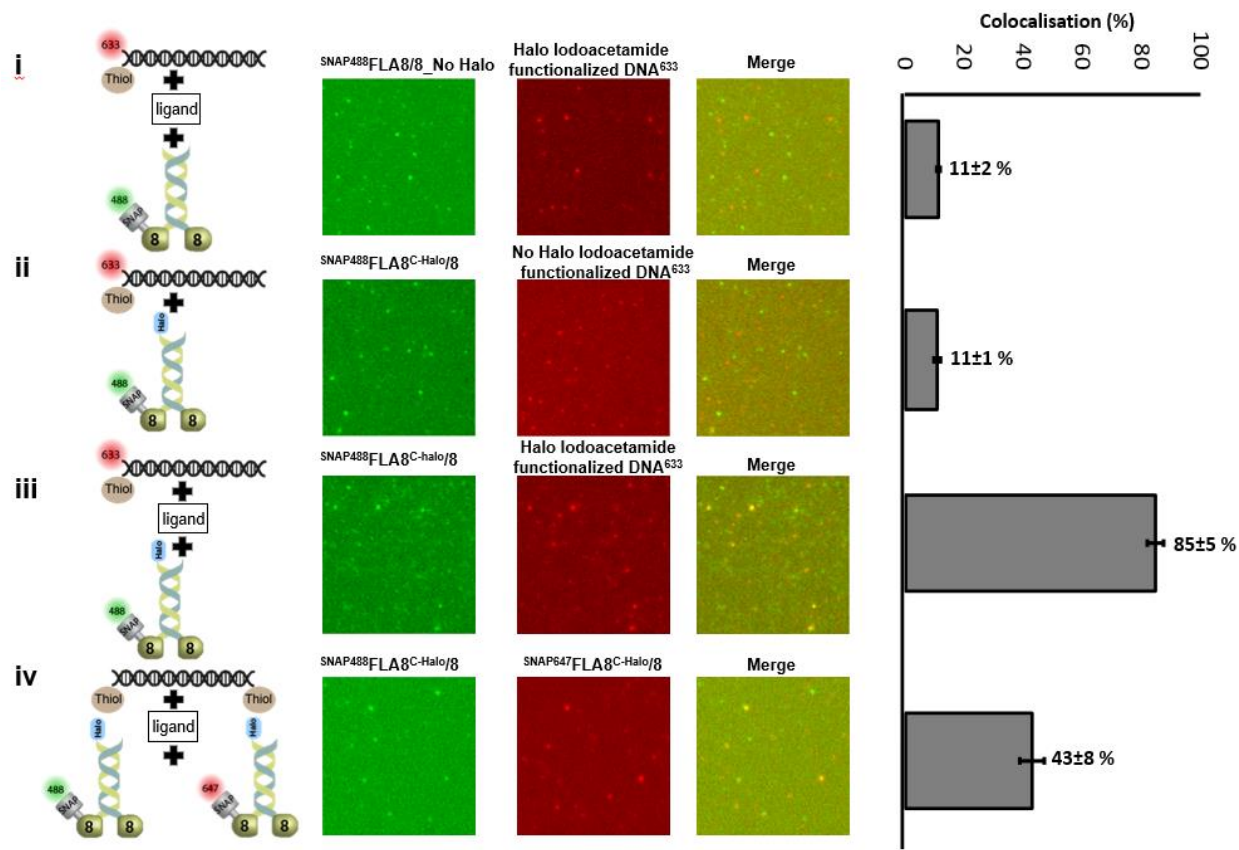 Colocalisation (%)
0 20 40 60 80 100
i
633
Thiol
ligand
488
SNAP
8 8
SNAP488FLA8/8_No Halo
Halo Iodoacetamide
functionalized DNA633
Merge
11±2 %
ii
633
Thiol
Halo
488
SNAP
8 8
SNAP488FLA8C-Halo/8
No Halo Iodoacetamide
functionalized DNA633
Merge
11±1 %
iii
633
Thiol
ligand
Halo
488
SNAP
8 8
SNAP488FLA8C-halo/8
Halo Iodoacetamide
functionalized DNA633
Merge
85±5 %
iv
Thiol Thiol
ligand
Halo Halo
488 647
SNAP SNAP
8 8 8 8
SNAP488FLA8C-Halo/8
SNAP647FLA8C-Halo/8
Merge
43±8 %